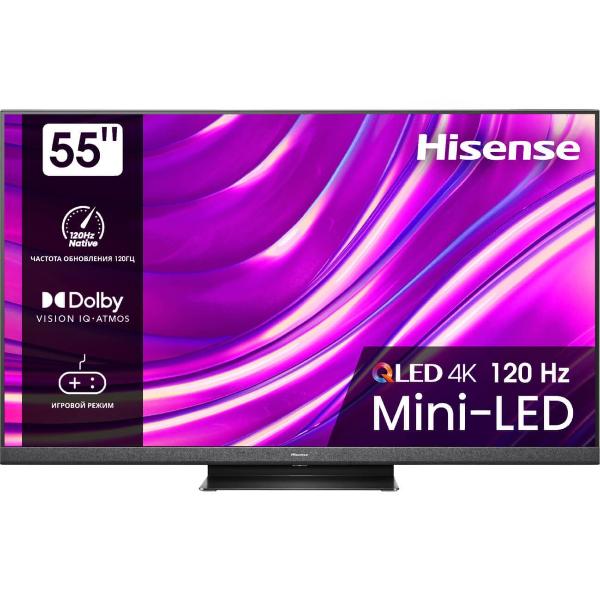 55"
Hisense
120Hz
Native
ЧАСТОТА ОБНОВЛЕНИЯ 120ГЦ
Dolby
VISION IQ·ATMOS
ИГРОВОЙ РЕЖИМ
QLED 4K 120 Hz
Mini-LED
Hisense